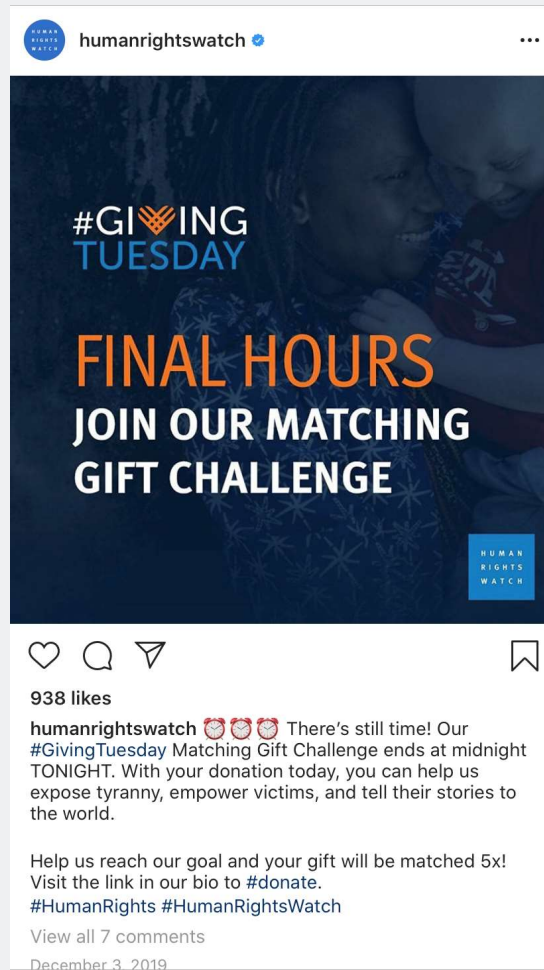 HUMAN
RIGHTS
WATCH
humanrightswatch
#GIVING
TUESDAY
FINAL HOURS
JOIN OUR MATCHING
GIFT CHALLENGE
HUMAN
RIGHTS
WATCH
938 likes
humanrightswatch ⏰⏰⏰ There’s still time! Our
#GivingTuesday Matching Gift Challenge ends at midnight
TONIGHT. With your donation today, you can help us
expose tyranny, empower victims, and tell their stories to
the world.
Help us reach our goal and your gift will be matched 5x!
Visit the link in our bio to #donate.
#HumanRights #HumanRightsWatch
View all 7 comments
December 3, 2019